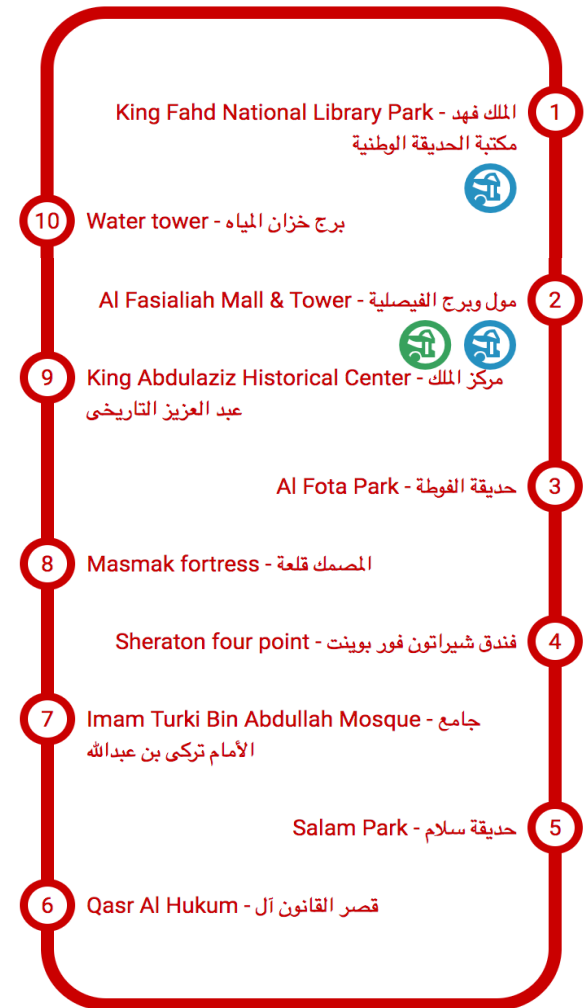 1
King Fahd National Library Park - الملك فهد
مكتبة الحديقة الوطنية
10
Water tower - برج خزان المياه
2
Al Fasialiah Mall & Tower - مول وبرج الفيصلية
9
King Abdulaziz Historical Center - مركز الملك
عبد العزيز التاريخى
3
Al Fota Park - حديقة الفوطة
8
Masmak fortress - المصمك قلعة
4
Sheraton four point - فندق شيراتون فور بوينت
7
Imam Turki Bin Abdullah Mosque - جامع
الأمام تركى بن عبدالله
5
Salam Park - حديقة سلام
6
Qasr Al Hukum - قصر القانون آل